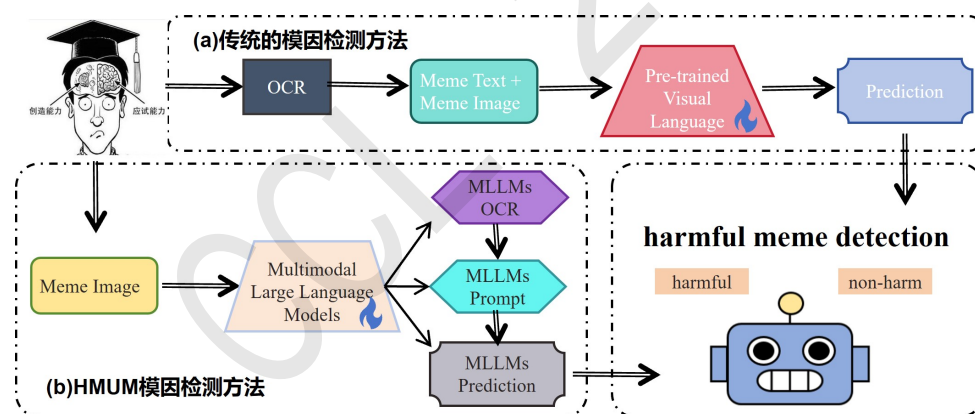 (a)传统的模因检测方法
创造能力
应试能力
OCR
Meme Text +
Meme Image
Pre-trained
Visual
Language
Prediction
Meme Image
Multimodal
Large Language
Models
MLLMs
OCR
MLLMs
Prompt
MLLMs
Prediction
(b)HMUM模因检测方法
harmful meme detection
harmful
non-harm